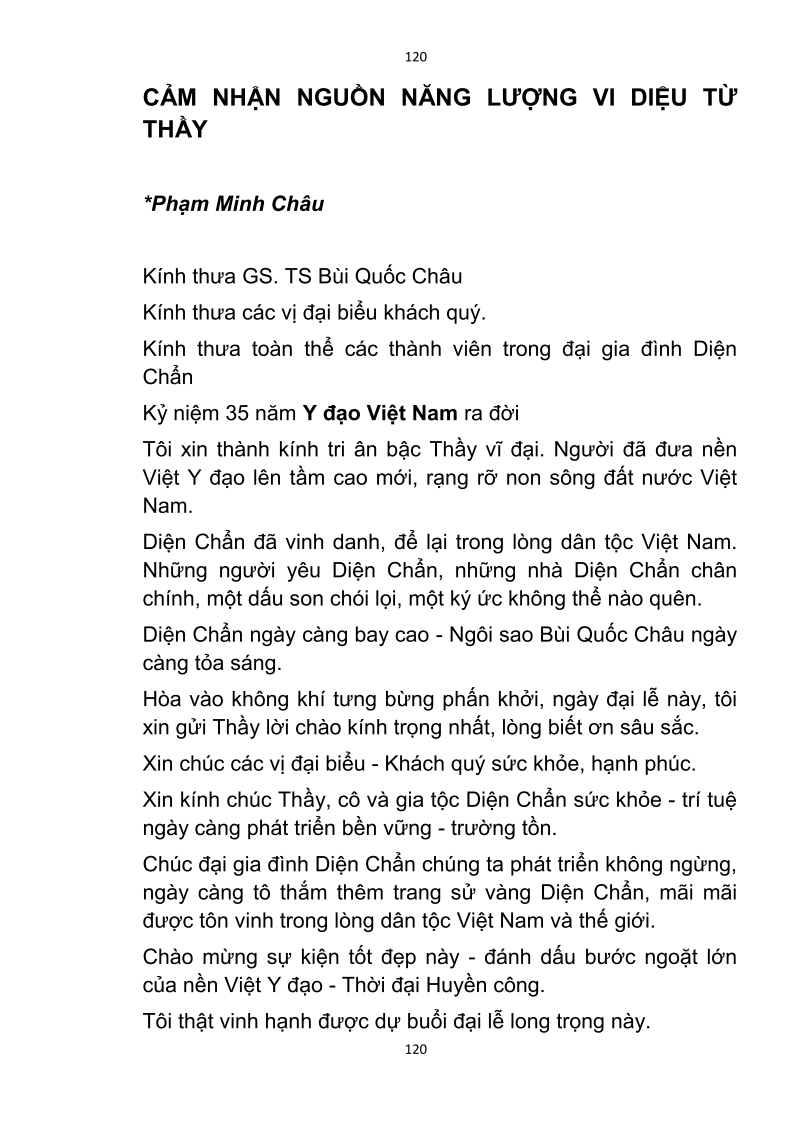 120
CẢM NHẬN NGUỒN NĂNG LƯỢNG VI DIỆU TỪ
THẦY
*Phạm Minh Châu
Kính thưa GS. TS Bùi Quốc Châu
Kính thưa các vị đại biểu khách quý.
Kính thưa toàn thể các thành viên trong đại gia đình Diện
Chẩn
Kỷ niệm 35 năm Y đạo Việt Nam ra đời
Tôi xin thành kính tri ân bậc Thầy vĩ đại. Người đã đưa nền
Việt Y đạo lên tầm cao mới, rạng rỡ non sông đất nước Việt
Nam.
Diện Chẩn đã vinh danh, để lại trong lòng dân tộc Việt Nam.
Những người yêu Diện Chẩn, những nhà Diện Chẩn chân
chính, một dấu son chói lọi, một ký ức không thể nào quên.
Diện Chẩn ngày càng bay cao - Ngôi sao Bùi Quốc Châu ngày
càng tỏa sáng.
Hòa vào không khí tưng bừng phấn khởi, ngày đại lễ này, tôi
xin gửi Thầy lời chào kính trọng nhất, lòng biết ơn sâu sắc.
Xin chúc các vị đại biểu - Khách quý sức khỏe, hạnh phúc.
Xin kính chúc Thầy, cô và gia tộc Diện Chẩn sức khỏe - trí tuệ
ngày càng phát triển bền vững - trường tồn.
Chúc đại gia đình Diện Chẩn chúng ta phát triển không ngừng,
ngày càng tô thắm thêm trang sử vàng Diện Chẩn, mãi mãi
được tôn vinh trong lòng dân tộc Việt Nam và thế giới.
Chào mừng sự kiện tốt đẹp này - đánh dấu bước ngoặt lớn
của nền Việt Y đạo - Thời đại Huyền công.
Tôi thật vinh hạnh được dự buổi đại lễ long trọng này.
120